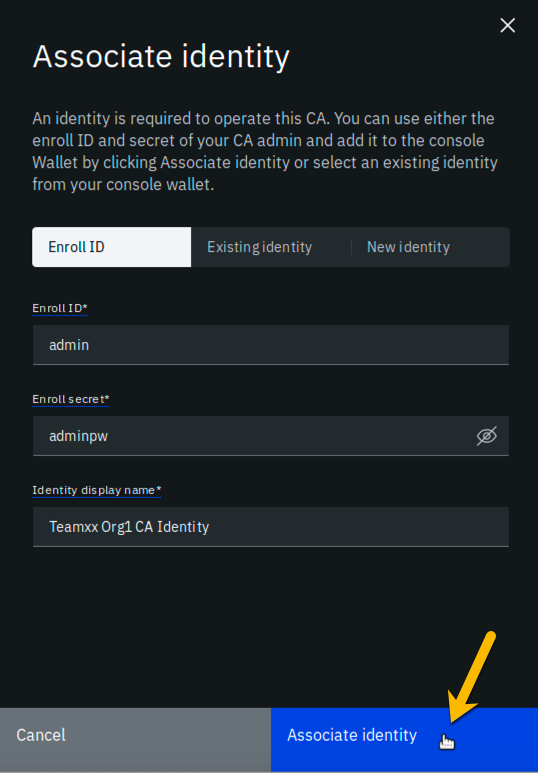 Associate identity
An identity is required to operate this CA. You can use either the
enroll ID and secret of your CA admin and add it to the console
Wallet by clicking Associate identity or select an existing identity
from your console wallet.
Enroll ID
Existing identity
New identity
Enroll ID*
admin
Enroll secret*
adminpw
Identity display name*
Teamxx Org1 CA Identity
Cancel
Associate identity